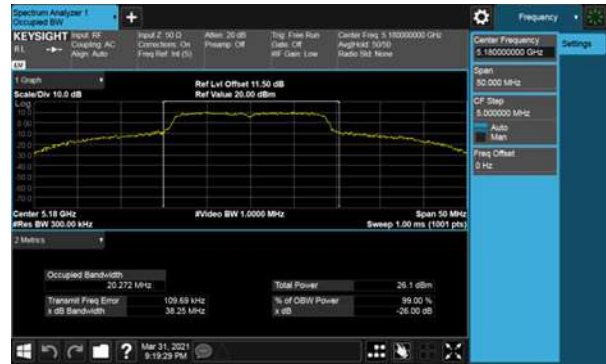 Spectrum Analyzer 1
Occupied BW
Frequency
KEYSIGHT
Input: RF
Coupling: AC
Align: Auto
Input Z: 50 Ω
Corrections: On
Freq Ref: Int (S)
Atten: 20 dB
Preamp: Off
Trig: Free Run
Gate: Off
#IF Gain: Low
Center Freq: 5.180000000 GHz
Avg|Hold: 50/50
Radio Std: None
Center Frequency
5.180000000 GHz
Settings
Span
50.000 MHz
CF Step
5.000000 MHz
Auto
Man
Freq Offset
0 Hz
1 Graph
Scale/Div 10.0 dB
Ref Lvl Offset 11.50 dB
Ref Value 20.00 dBm
Log
10.0
0.00
-10.0
-20.0
-30.0
-40.0
-50.0
-60.0
-70.0
Center 5.18 GHz
#Res BW 300.00 kHz
#Video BW 1.0000 MHz
Span 50 MHz
Sweep 1.00 ms (1001 pts)
2 Metrics
Occupied Bandwidth
20.272 MHz
Total Power
26.1 dBm
Transmit Freq Error
109.69 kHz
% of OBW Power
99.00 %
x dB Bandwidth
38.25 MHz
x dB
-26.00 dB
Mar 31, 2021
9:19:29 PM